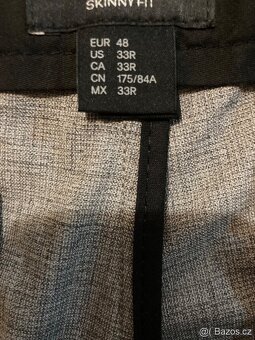 SKINNY FIT
EUR 48
US 33R
CA 33R
CN 175/84A
MX 33R
Bazos.cz